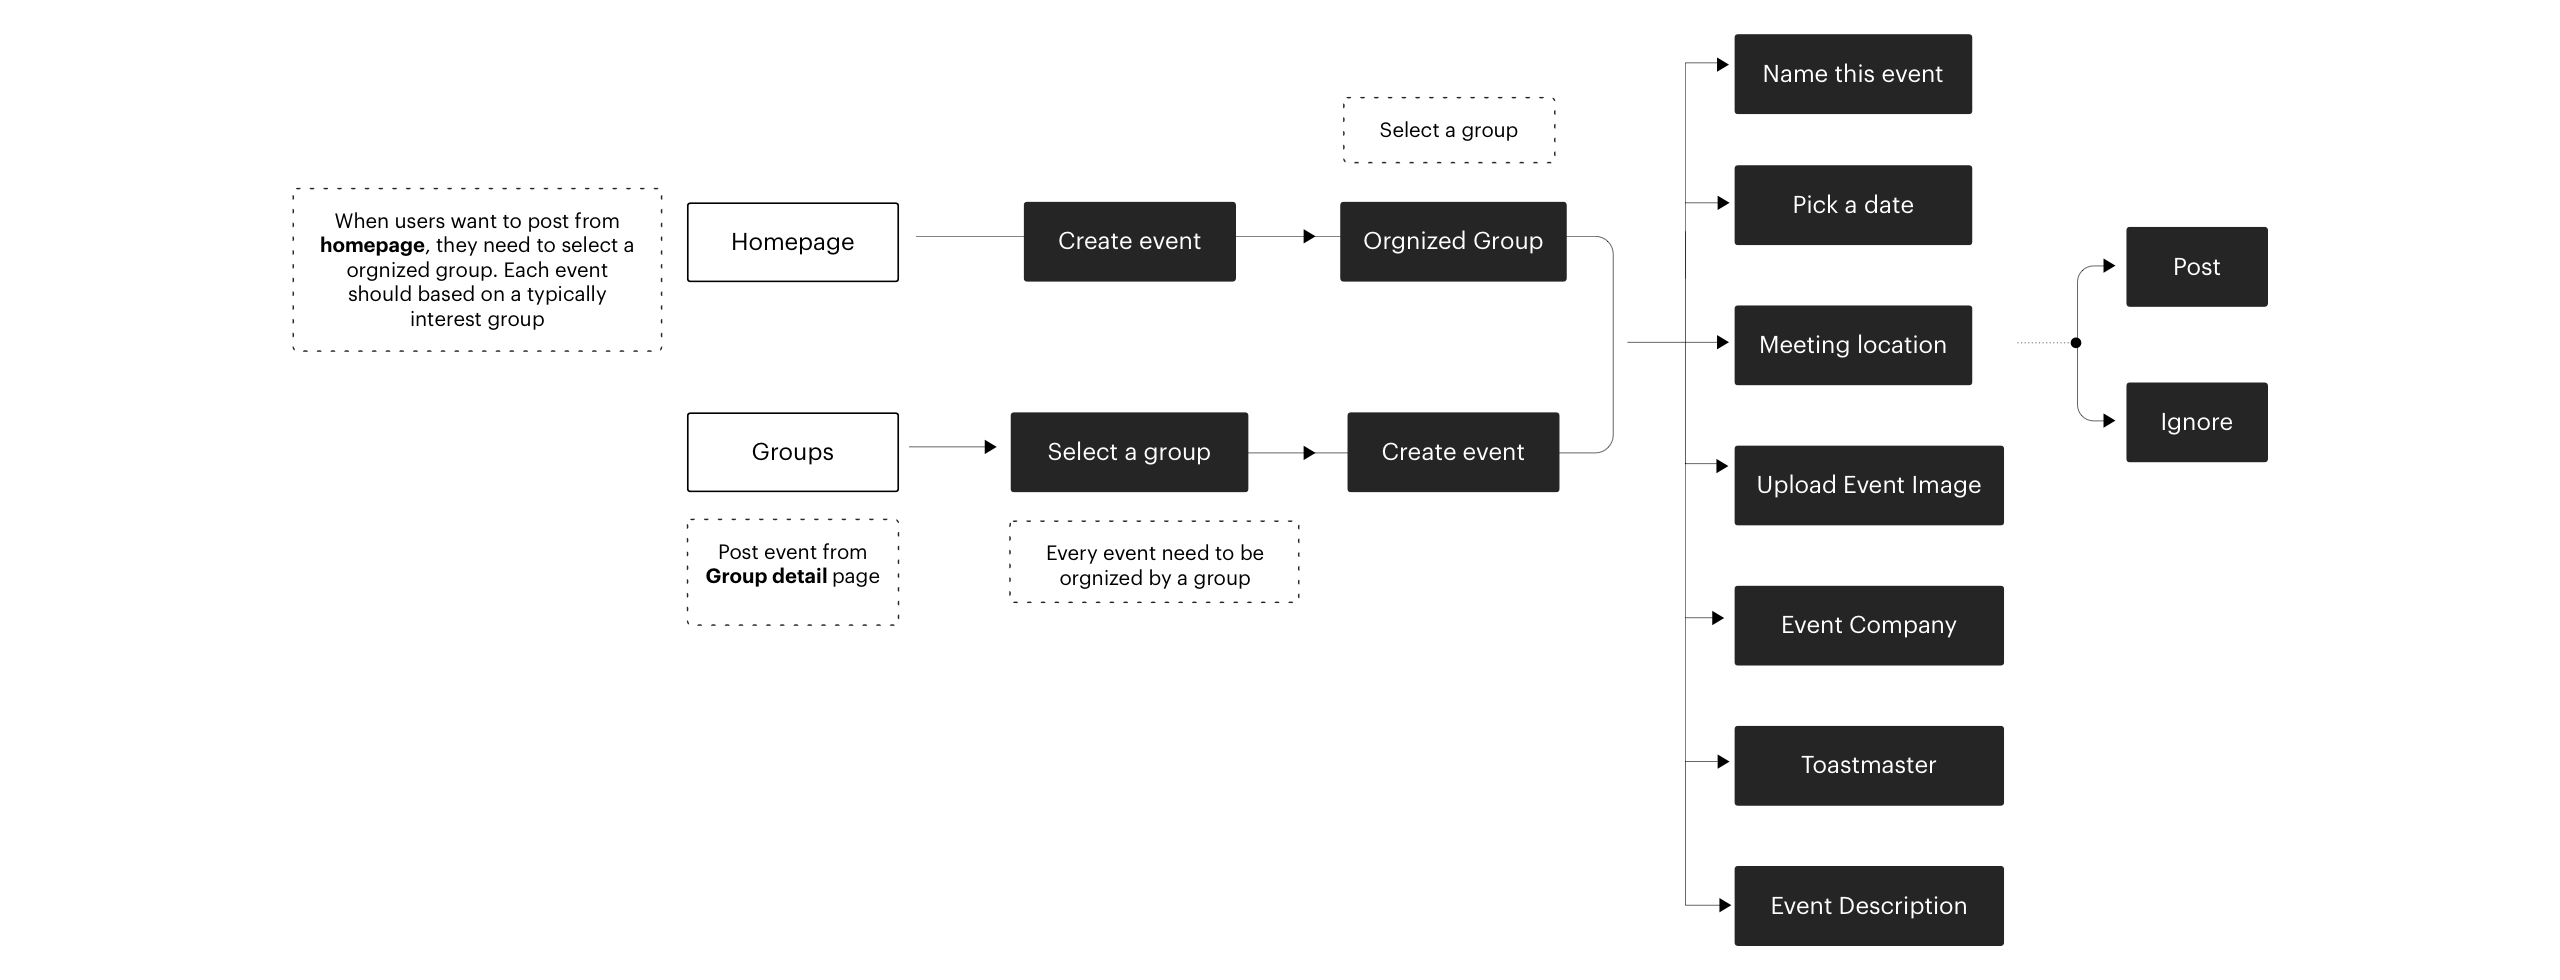 When users want to post from
homepage, they need to select a
orgnized group. Each event
should based on a typically
interest group
Homepage
Create event
Select a group
Orgnized Group
Groups
Post event from
Group detail page
Select a group
Every event need to be
orgnized by a group
Create event
Name this event
Pick a date
Meeting location
Upload Event Image
Event Company
Toastmaster
Event Description
Post
Ignore